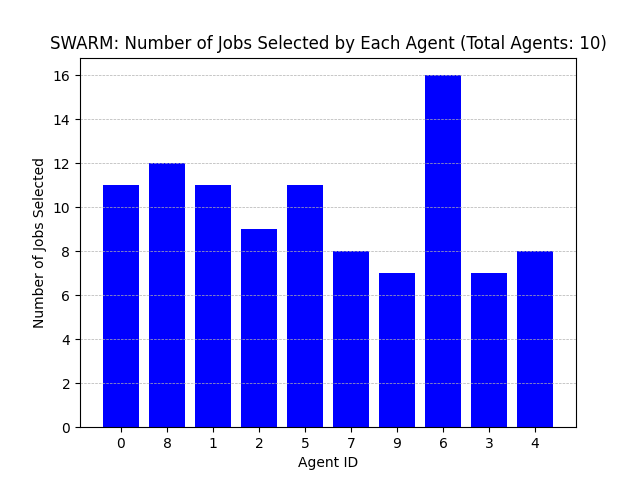 SWARM: Number of Jobs Selected by Each Agent (Total Agents: 10)
16
14
12
10
8
6
4
2
0
Number of Jobs Selected
0 8 1 2 5 7 9 6 3 4
Agent ID